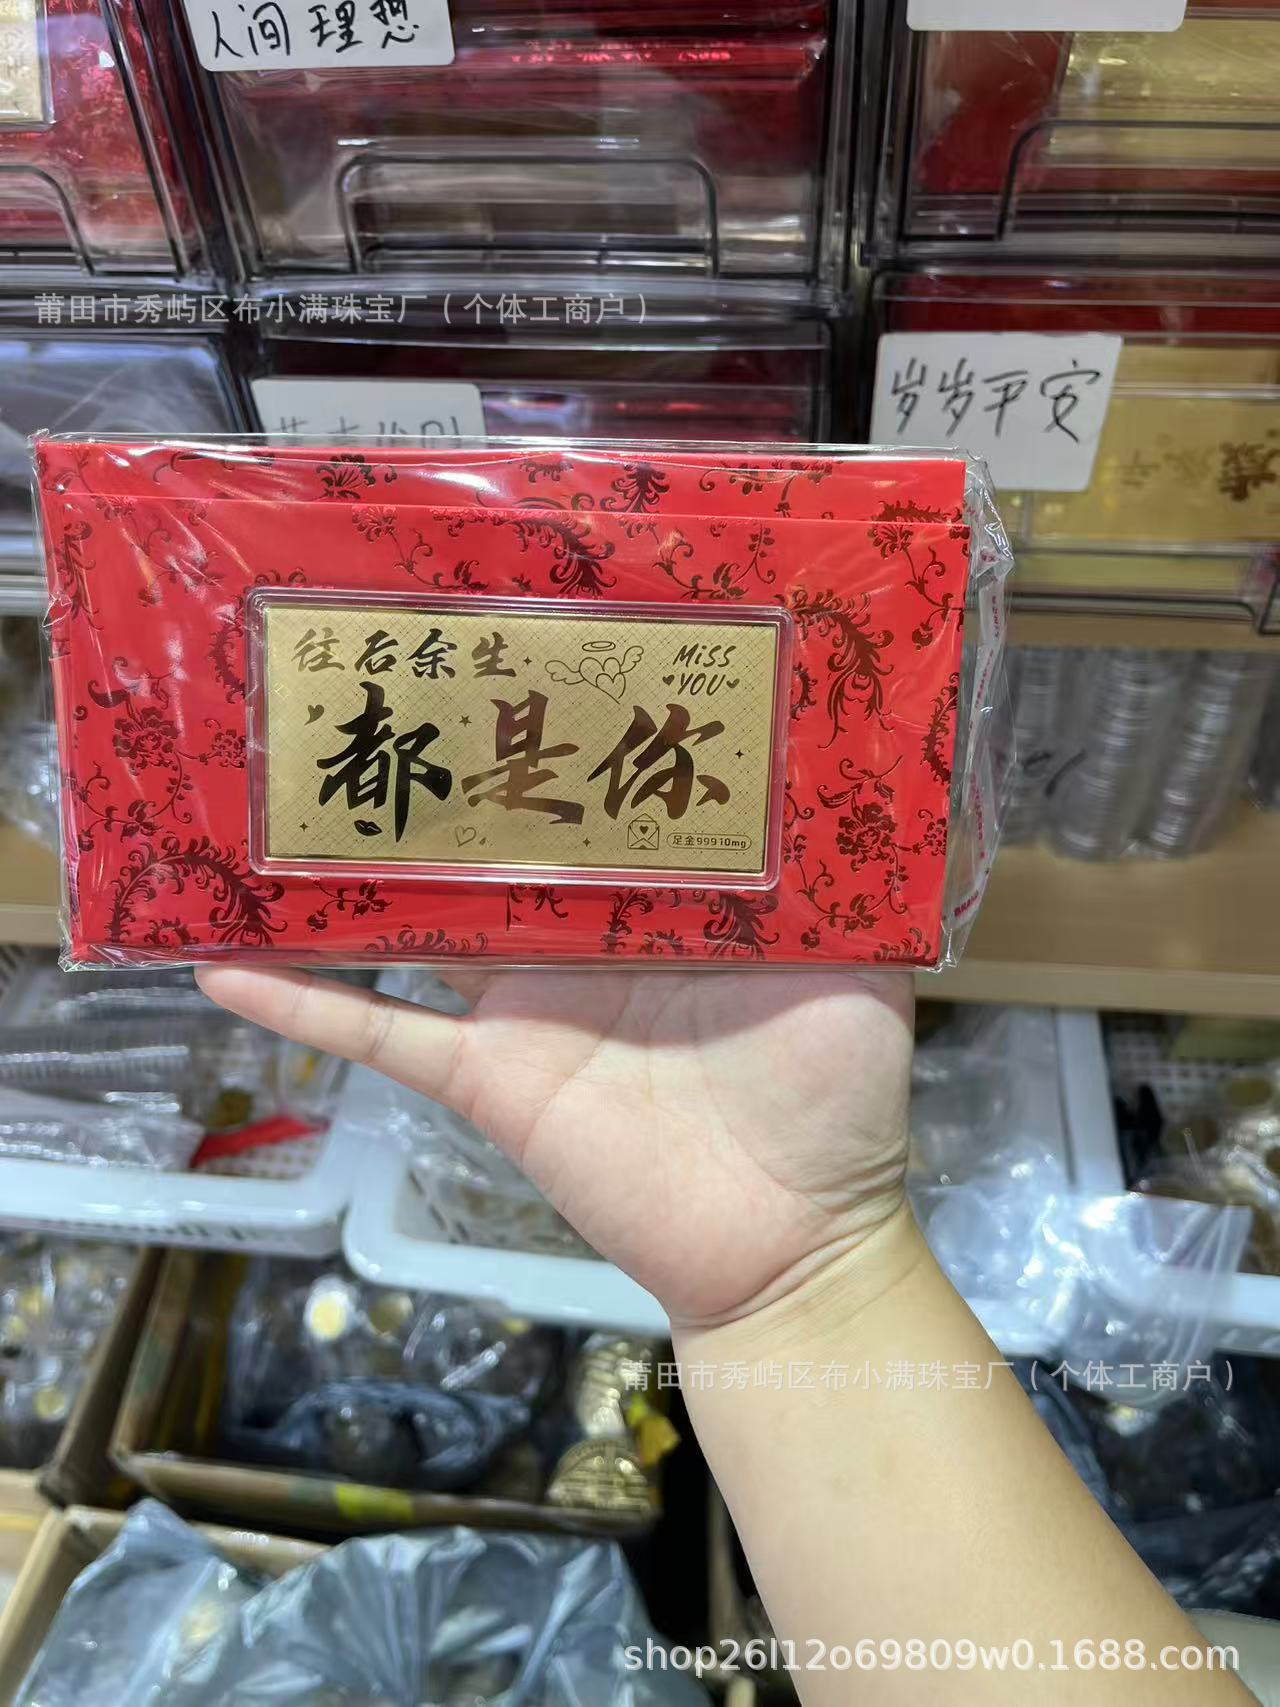 人间理想
莆田市秀屿区布小满珠宝厂(个体工商户)
岁岁平安
往后余生
MiSS
YOU
都是你
足金99910mg
莆田市秀屿区布小满珠宝厂(个体工商户)
shop26l12o69809w0.1688.com